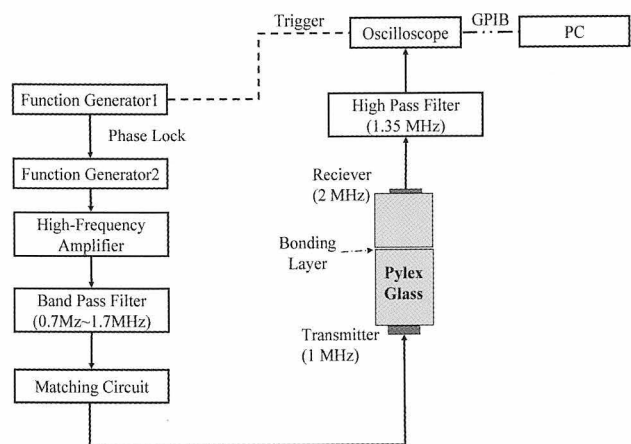 Trigger
Oscilloscope
GPIB
PC
Function Generator1
Phase Lock
Function Generator2
High-Frequency
Amplifier
Band Pass Filter
(0.7Mz~1.7MHz)
Matching Circuit
High Pass Filter
(1.35 MHz)
Reciever
(2 MHz)
Bonding
Layer
Pylex
Glass
Transmitter
(1 MHz)